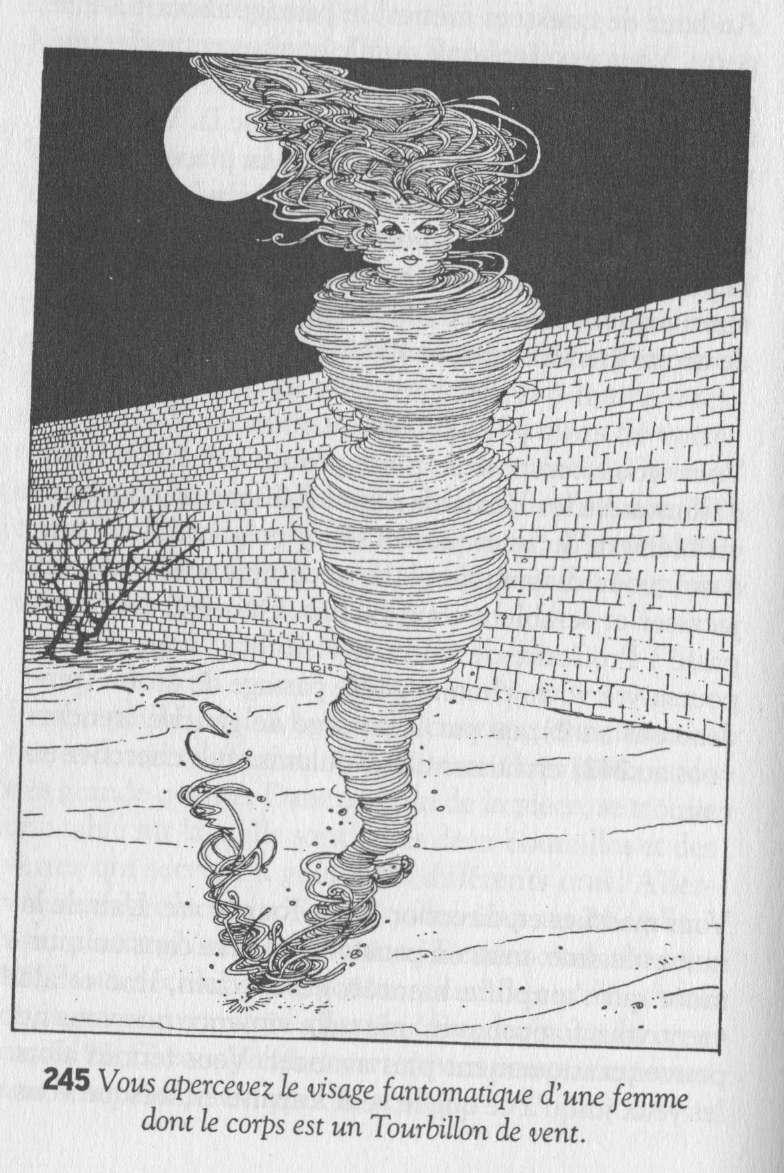 245 Vous apercevez le visage fantomatique d'une femme
dont le corps est un Tourbillon de vent.